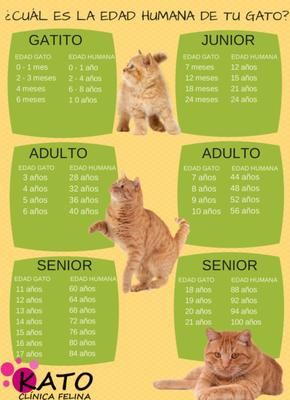 ¿CUÁL ES LA EDAD HUMANA DE TU GATO?
GATITO
EDAD GATO EDAD HUMANA
0 - 1 mes 0 - 1 año
2 - 3 meses 2 - 4 años
4 meses 6 - 8 años
6 meses 1 0 años
JUNIOR
EDAD GATO EDAD HUMANA
7 meses 12 años
12 meses 15 años
18 meses 21 años
24 meses 24 años
ADULTO
EDAD GATO EDAD HUMANA
3 años 28 años
4 años 32 años
5 años 36 años
6 años 40 años
ADULTO
EDAD GATO EDAD HUMANA
7 años 44 años
8 años 48 años
9 años 52 años
10 años 56 años
SENIOR
EDAD GATO EDAD HUMANA
11 años 60 años
12 años 64 años
13 años 68 años
14 años 72 años
15 años 76 años
16 años 80 años
17 años 84 años
SENIOR
EDAD GATO EDAD HUMANA
18 años 88 años
19 años 92 años
20 años 94 años
21 años 100 años
KATO
CLÍNICA FELINA